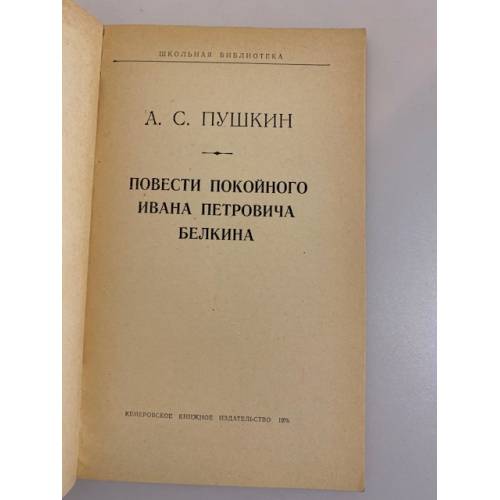 ШКОЛЬНАЯ БИБЛИОТЕКА
А. С. ПУШКИН
ПОВЕСТИ ПОКОЙНОГО
ИВАНА ПЕТРОВИЧА
БЕЛКИНА
КЕМЕРОВСКОЕ КНИЖНОЕ ИЗДАТЕЛЬСТВО